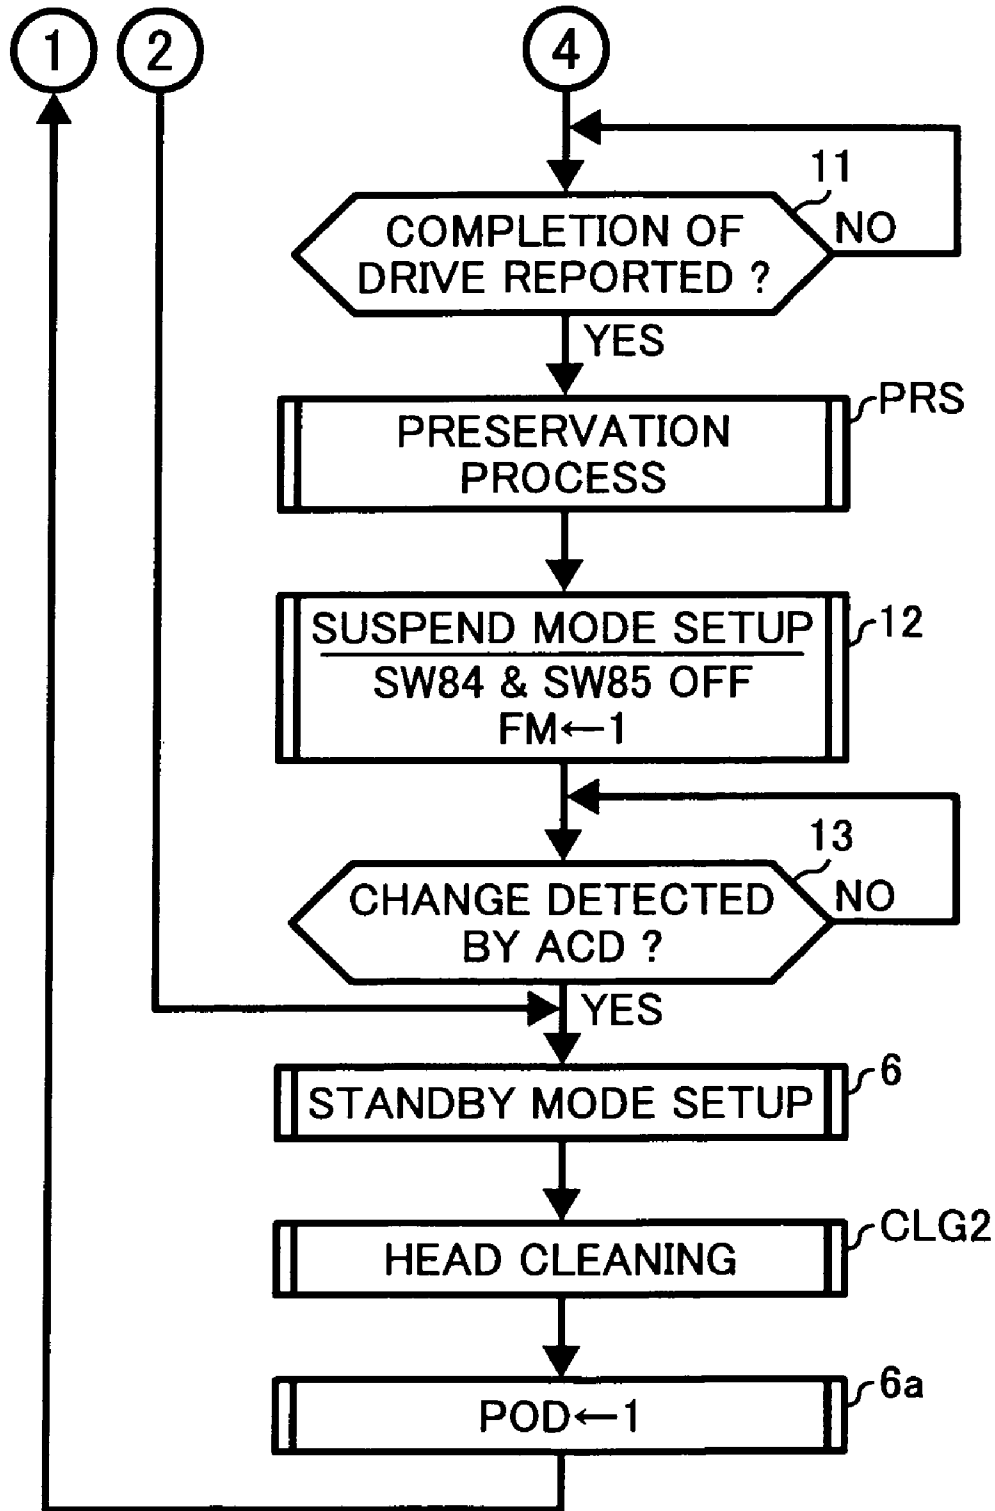 1
2
4
11
COMPLETION OF
DRIVE REPORTED ?
NO
YES
PRS
PRESERVATION
PROCESS
12
SUSPEND MODE SETUP
SW84 & SW85 OFF
FM←1
13
CHANGE DETECTED
BY ACD ?
NO
YES
6
STANDBY MODE SETUP
CLG2
HEAD CLEANING
6a
POD←1